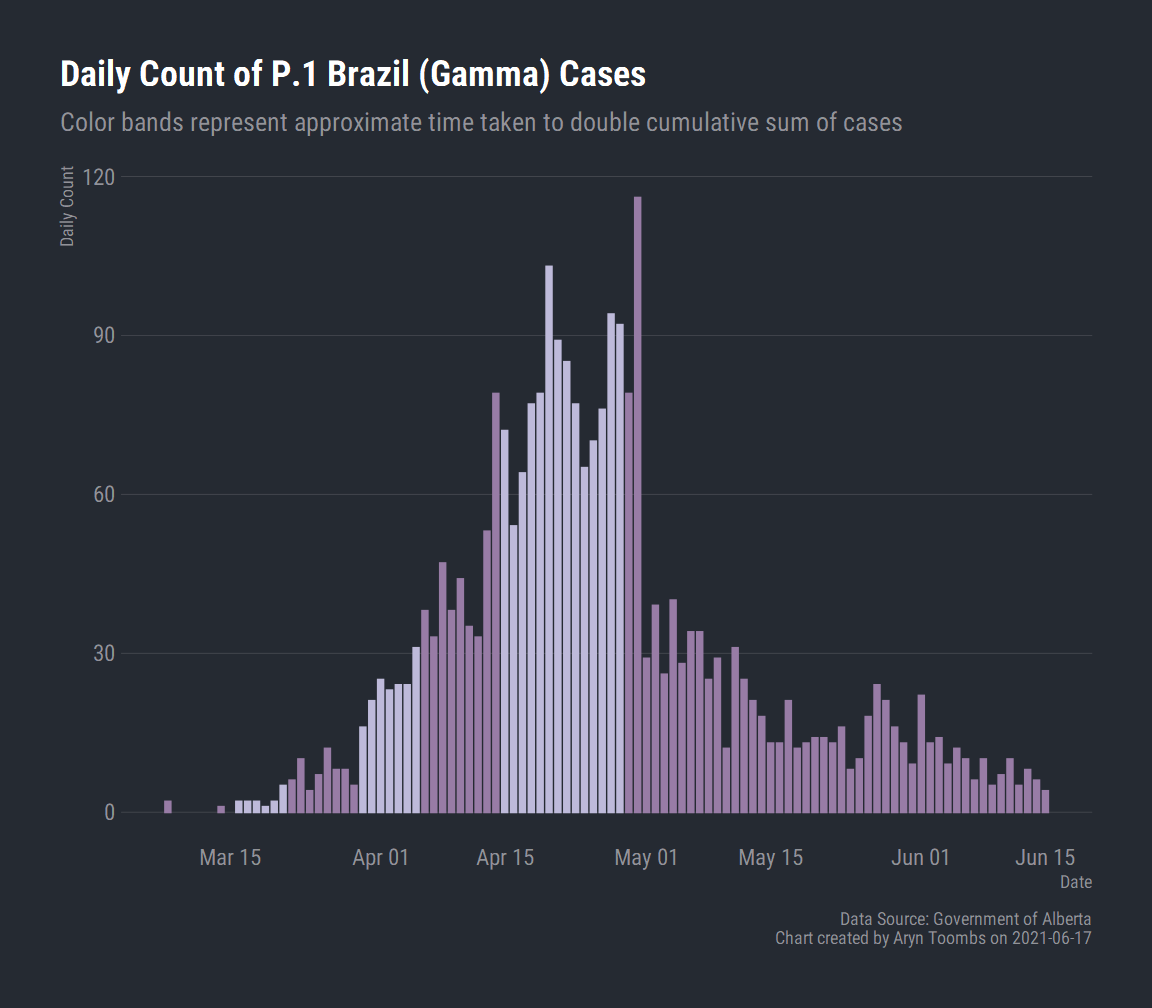 Daily Count of P.1 Brazil (Gamma) Cases
Color bands represent approximate time taken to double cumulative sum of cases
Daily Count
120
90
60
30
0
Mar 15 Apr 01 Apr 15 May 01 May 15 Jun 01 Jun 15
Date
Data Source: Government of Alberta
Chart created by Aryn Toombs on 2021-06-17